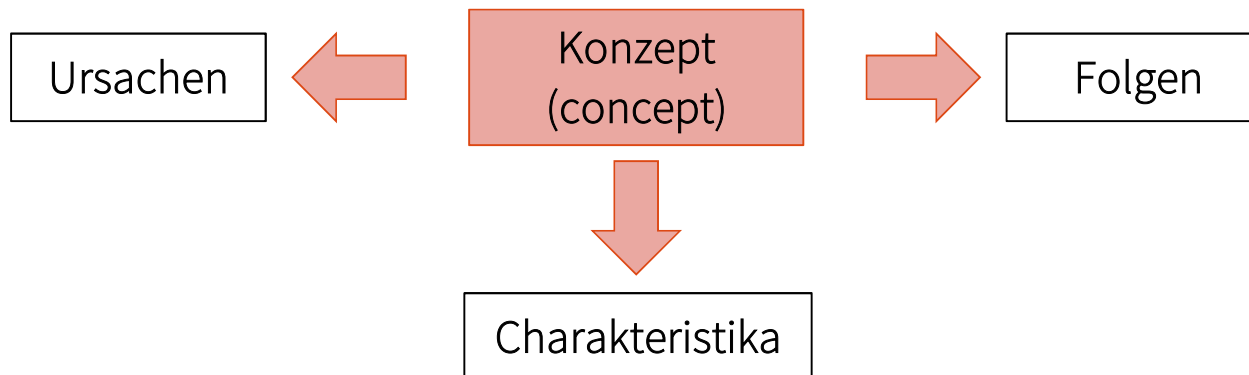 Ursachen
Konzept
(concept)
Folgen
Charakteristika